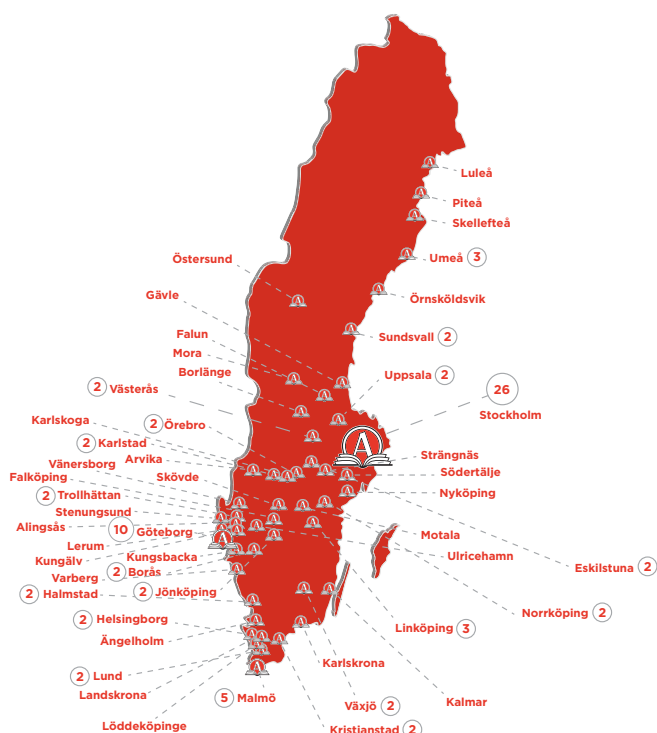 Luleå
Piteå
Skellefteå
Umeå 3
Östersund
Örnsköldsvik
Gävle
Sundsvall 2
Falun
Mora
Uppsala 2
Borlänge
2 Västerås
26
Stockholm
Karlskoga
2 Örebro
2 Karlstad
Strängnäs
Vänersborg
Arvika
Södertälje
Falköping
Skövde
Nyköping
2 Trollhättan
Stenungsund
Alingsås
10 Göteborg
Motala
Lerum
Kungsbacka
Ulricehamn
Kungälv
Eskilstuna 2
Varberg
2 Borås
2 Jönköping
2 Halmstad
Norrköping 2
2 Helsingborg
Linköping 3
Ängelholm
Karlskrona
2 Lund
Landskrona
5 Malmö
Kalmar
Växjö 2
Löddeköpinge
Kristianstad 2
A